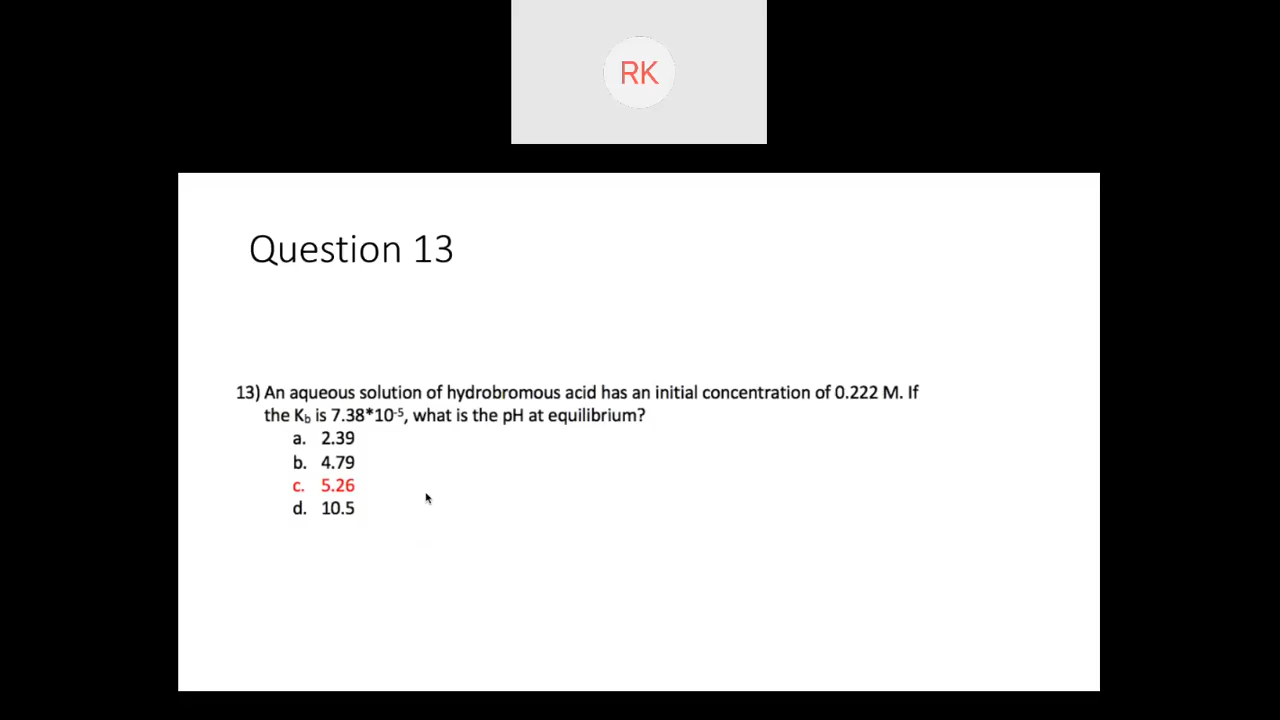 RK
Question 13
13) An aqueous solution of hydrobromous acid has an initial concentration of 0.222 M. If
the K_b is 7.38*10^-5, what is the pH at equilibrium?
a. 2.39
b. 4.79
c. 5.26
d. 10.5